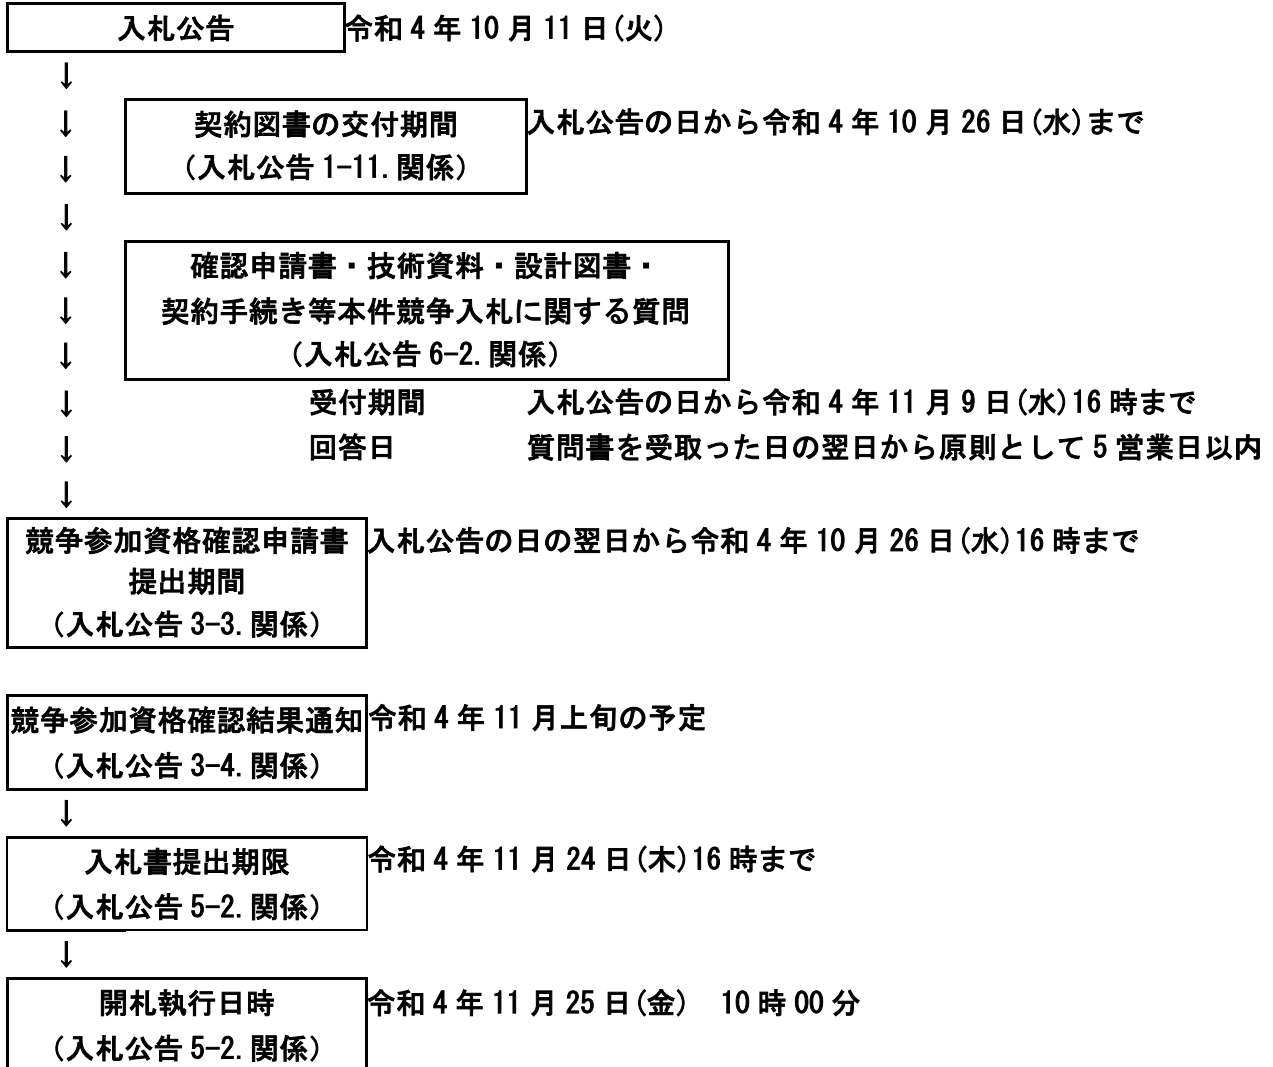 入札公告 令和4年10月11日(火)
↓
↓ 契約図書の交付期間 入札公告の日から令和4年10月26日(水)まで
↓ (入札公告1-11.関係)
↓
↓ 確認申請書・技術資料・設計図書・
↓ 契約手続き等本件競争入札に関する質問
↓ (入札公告6-2.関係)
↓ 受付期間 入札公告の日から令和4年11月9日(水)16時まで
↓ 回答日 質問書を受取った日の翌日から原則として5営業日以内
↓
競争参加資格確認申請書 入札公告の日の翌日から令和4年10月26日(水)16時まで
提出期間
(入札公告3-3.関係)
競争参加資格確認結果通知 令和4年11月上旬の予定
(入札公告3-4.関係)
↓
入札書提出期限 令和4年11月24日(木)16時まで
(入札公告5-2.関係)
↓
開札執行日時 令和4年11月25日(金) 10時00分
(入札公告5-2.関係)